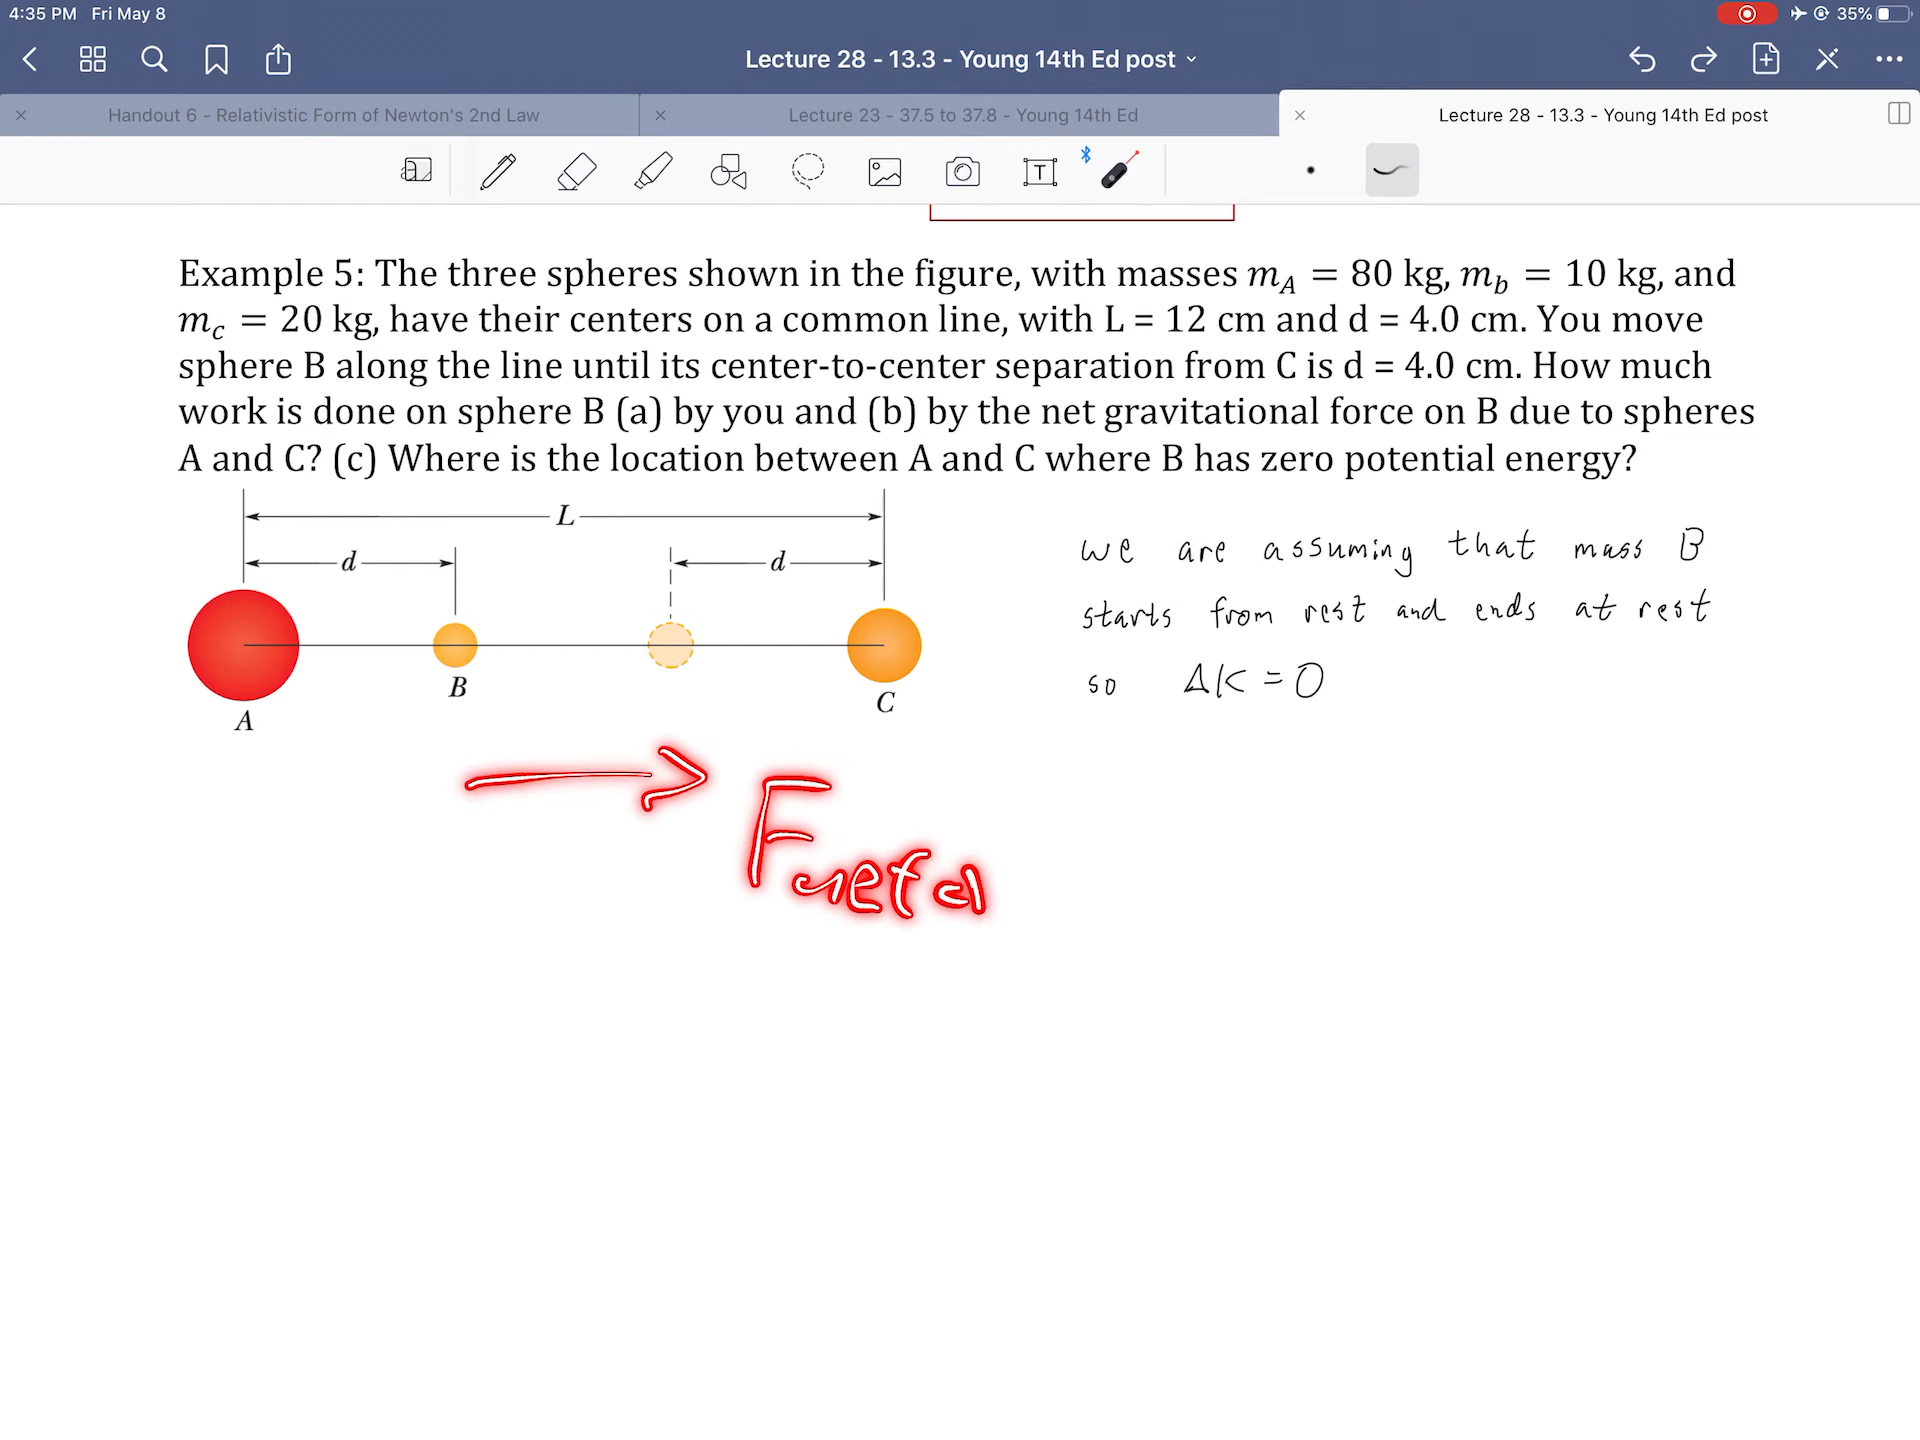 4:35 PM Fri May 8
35%
Lecture 28 - 13.3 - Young 14th Ed post
Handout 6 - Relativistic Form of Newton's 2nd Law
Lecture 23 - 37.5 to 37.8 - Young 14th Ed
Lecture 28 - 13.3 - Young 14th Ed post
Example 5: The three spheres shown in the figure, with masses m_A = 80 kg, m_b = 10 kg, and
m_c = 20 kg, have their centers on a common line, with L = 12 cm and d = 4.0 cm. You move
sphere B along the line until its center-to-center separation from C is d = 4.0 cm. How much
work is done on sphere B (a) by you and (b) by the net gravitational force on B due to spheres
A and C? (c) Where is the location between A and C where B has zero potential energy?
L
d
d
A
B
C
we are assuming that mass B
starts from rest and ends at rest
so ΔK = 0